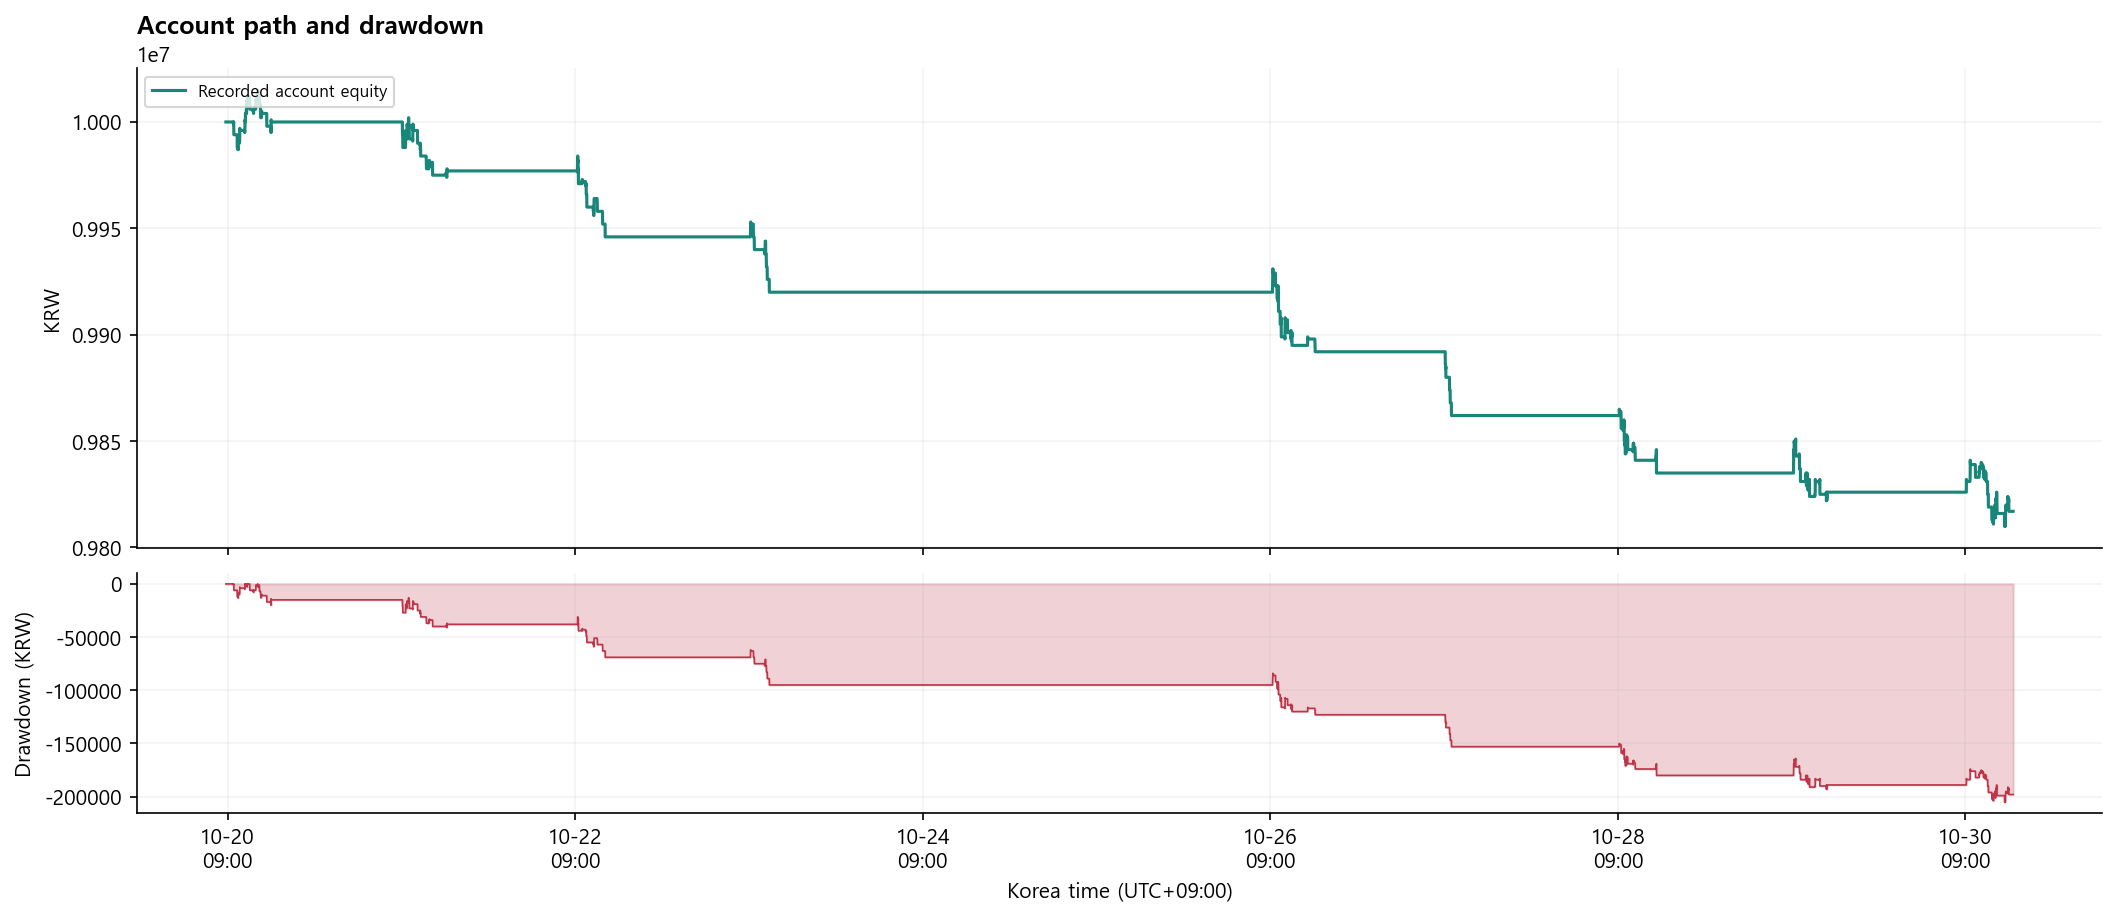 Account path and drawdown
1e7
Recorded account equity
1.000
0.995
0.990
0.985
0.980
KRW
0
-50000
-100000
-150000
-200000
Drawdown (KRW)
10-20 10-22 10-24 10-26 10-28 10-30
09:00 09:00 09:00 09:00 09:00 09:00
Korea time (UTC+09:00)